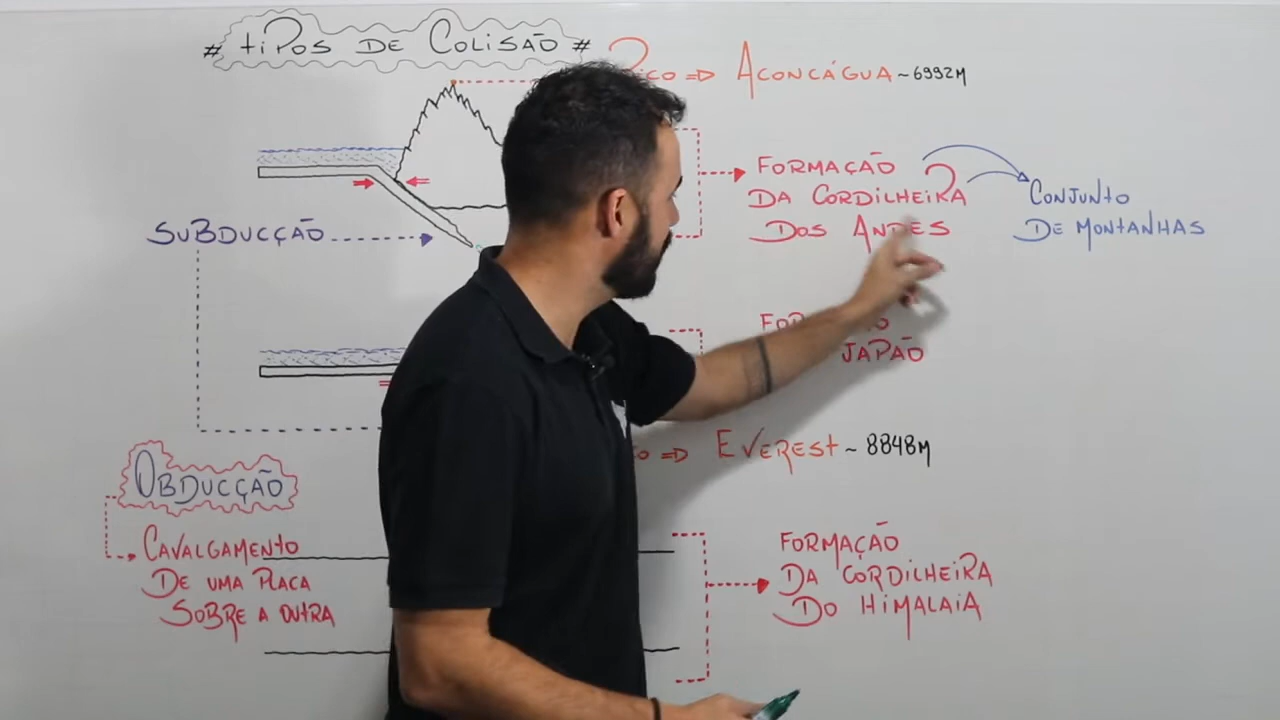 # TIPOS DE COLISÃO #
PICO => ACONCÁGUA ~6992M
FORMAÇÃO
DA CORDILHEIRA
DOS ANDES
CONJUNTO
DE MONTANHAS
SUBDUCÇÃO
JAPÃO
EVEREST ~ 8848M
OBDUCÇÃO
CAVALGAMENTO
DE UMA PLACA
SOBRE A OUTRA
FORMAÇÃO
DA CORDILHEIRA
DO HIMALAIA